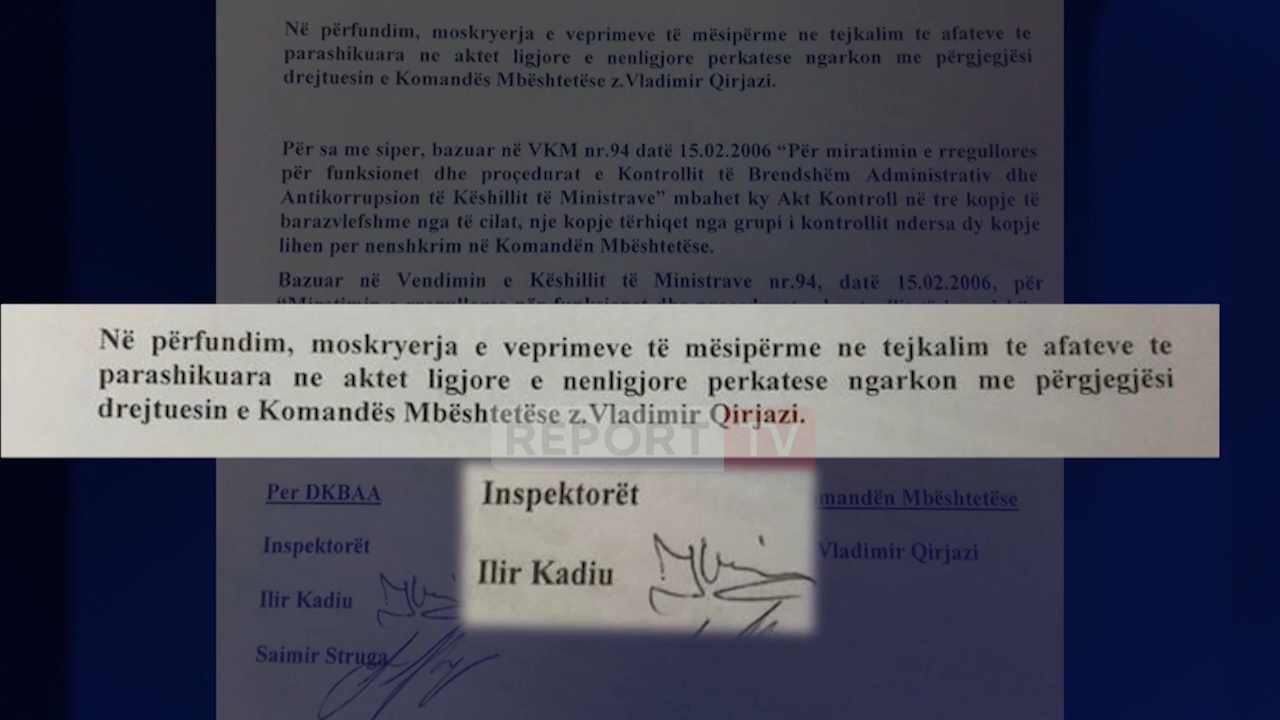 Në përfundim, moskryerja e veprimeve të mësipërme ne tejkalim te afateve te
parashikuara ne aktet ligjore e nenligjore perkatese ngarkon me përgjegjësi
drejtuesin e Komandës Mbështetëse z.Vladimir Qirjazi.
Për sa me siper, bazuar në VKM nr.94 datë 15.02.2006 “Për miratimin e rregullores
për funksionet dhe proçedurat e Kontrollit të Brendshëm Administrativ dhe
Antikorrupsion të Këshillit të Ministrave” mbahet ky Akt Kontroll në tre kopje të
barazvlefshme nga të cilat, nje kopje tërhiqet nga grupi i kontrollit ndersa dy kopje
lihen per nenshkrim në Komandën Mbështetëse.
Bazuar në Vendimin e Këshillit të Ministrave nr.94, datë 15.02.2006, për
Në përfundim, moskryerja e veprimeve të mësipërme ne tejkalim te afateve te
parashikuara ne aktet ligjore e nenligjore perkatese ngarkon me përgjegjësi
drejtuesin e Komandës Mbështetëse z.Vladimir Qirjazi.
REPORT TV
Per DKBAA
Inspektorët
Ilir Kadiu
Saimir Struga
Inspektorët
Ilir Kadiu
mandën Mbështetëse
Vladimir Qirjazi